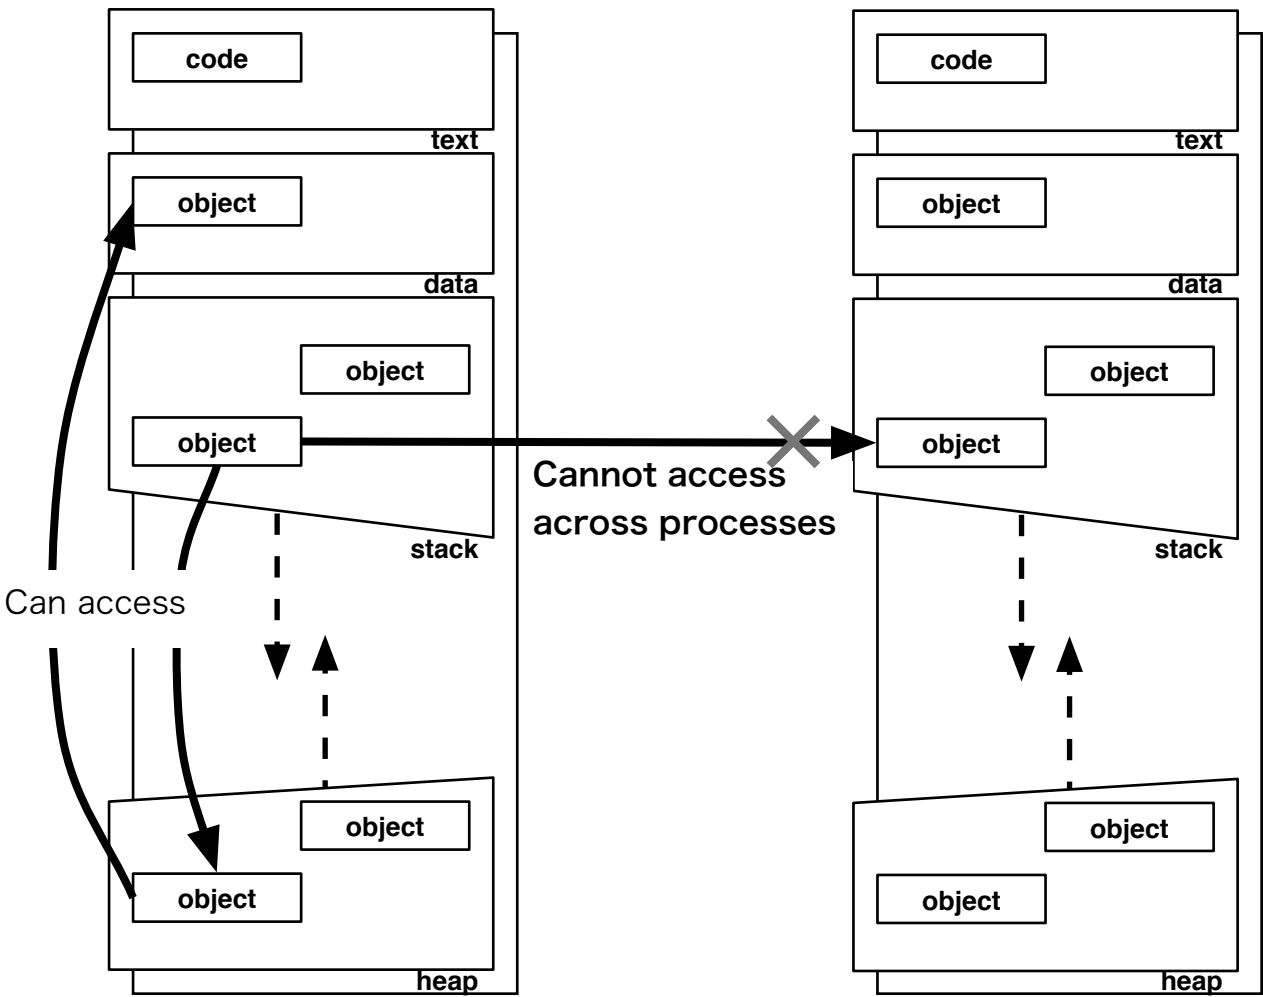 code
text
object
data
object
object
stack
object
object
heap
Can access
Cannot access
across processes
code
text
object
data
object
object
stack
object
object
heap